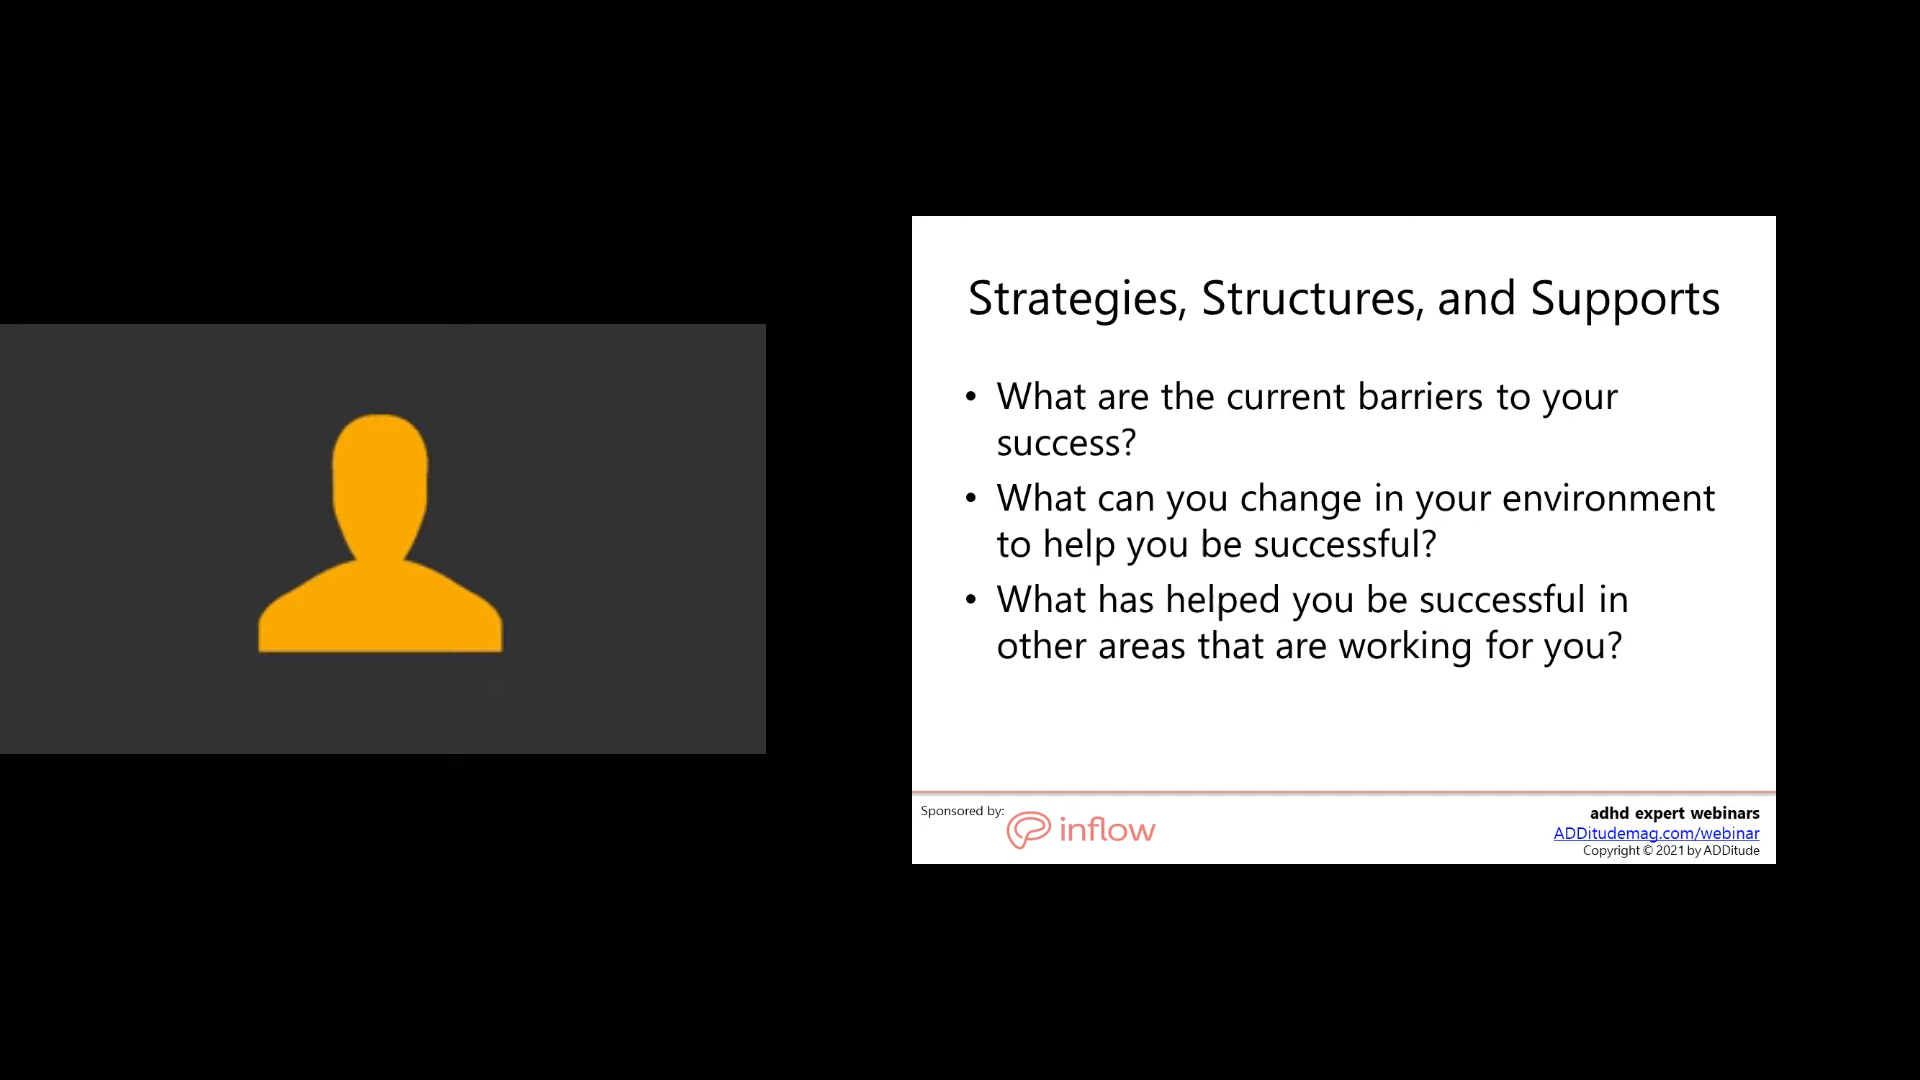 Strategies, Structures, and Supports
• What are the current barriers to your
success?
• What can you change in your environment
to help you be successful?
• What has helped you be successful in
other areas that are working for you?
Sponsored by:
inflow
adhd expert webinars
ADDitudemag.com/webinar
Copyright © 2021 by ADDitude